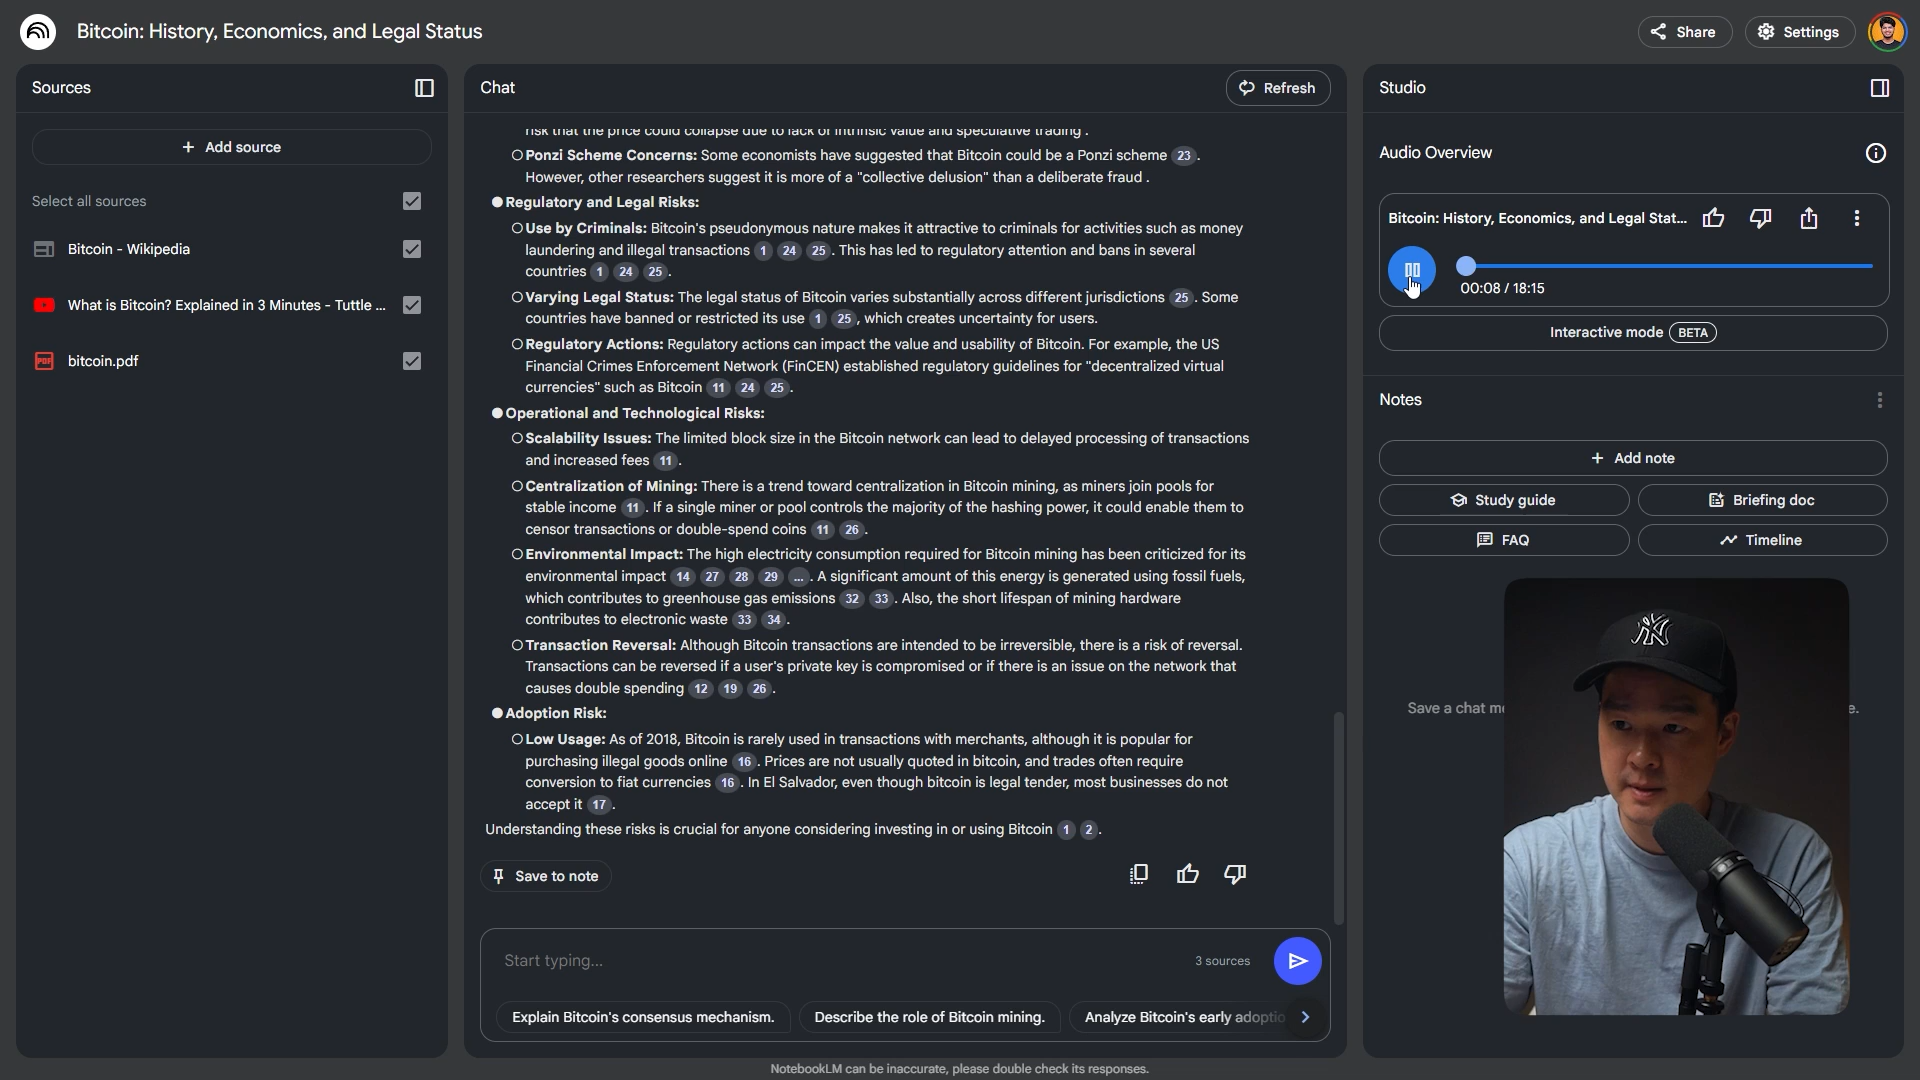 Bitcoin: History, Economics, and Legal Status
Share
Settings
Sources
Add source
Select all sources
Bitcoin - Wikipedia
What is Bitcoin? Explained in 3 Minutes - Tuttle ...
PDF
bitcoin.pdf
Chat
Refresh
risk that the price could collapse due to lack of intrinsic value and speculative trading .
Ponzi Scheme Concerns: Some economists have suggested that Bitcoin could be a Ponzi scheme 23 .
However, other researchers suggest it is more of a "collective delusion" than a deliberate fraud .
Regulatory and Legal Risks:
Use by Criminals: Bitcoin's pseudonymous nature makes it attractive to criminals for activities such as money
laundering and illegal transactions 1 24 25 . This has led to regulatory attention and bans in several
countries 1 24 25 .
Varying Legal Status: The legal status of Bitcoin varies substantially across different jurisdictions 25 . Some
countries have banned or restricted its use 1 25 , which creates uncertainty for users.
Regulatory Actions: Regulatory actions can impact the value and usability of Bitcoin. For example, the US
Financial Crimes Enforcement Network (FinCEN) established regulatory guidelines for "decentralized virtual
currencies" such as Bitcoin 11 24 25 .
Operational and Technological Risks:
Scalability Issues: The limited block size in the Bitcoin network can lead to delayed processing of transactions
and increased fees 11 .
Centralization of Mining: There is a trend toward centralization in Bitcoin mining, as miners join pools for
stable income 11 . If a single miner or pool controls the majority of the hashing power, it could enable them to
censor transactions or double-spend coins 11 26 .
Environmental Impact: The high electricity consumption required for Bitcoin mining has been criticized for its
environmental impact 14 27 28 29 ... . A significant amount of this energy is generated using fossil fuels,
which contributes to greenhouse gas emissions 32 33 . Also, the short lifespan of mining hardware
contributes to electronic waste 33 34 .
Transaction Reversal: Although Bitcoin transactions are intended to be irreversible, there is a risk of reversal.
Transactions can be reversed if a user's private key is compromised or if there is an issue on the network that
causes double spending 12 19 26 .
Adoption Risk:
Low Usage: As of 2018, Bitcoin is rarely used in transactions with merchants, although it is popular for
purchasing illegal goods online 16 . Prices are not usually quoted in bitcoin, and trades often require
conversion to fiat currencies 16 . In El Salvador, even though bitcoin is legal tender, most businesses do not
accept it 17 .
Understanding these risks is crucial for anyone considering investing in or using Bitcoin 1 2 .
Save to note
Start typing...
3 sources
Explain Bitcoin's consensus mechanism.
Describe the role of Bitcoin mining.
Analyze Bitcoin's early adoptio
NotebookLM can be inaccurate, please double check its responses.
Studio
Audio Overview
Bitcoin: History, Economics, and Legal Stat...
00:08 / 18:15
Interactive mode BETA
Notes
Add note
Study guide
Briefing doc
FAQ
Timeline
Save a chat
NY